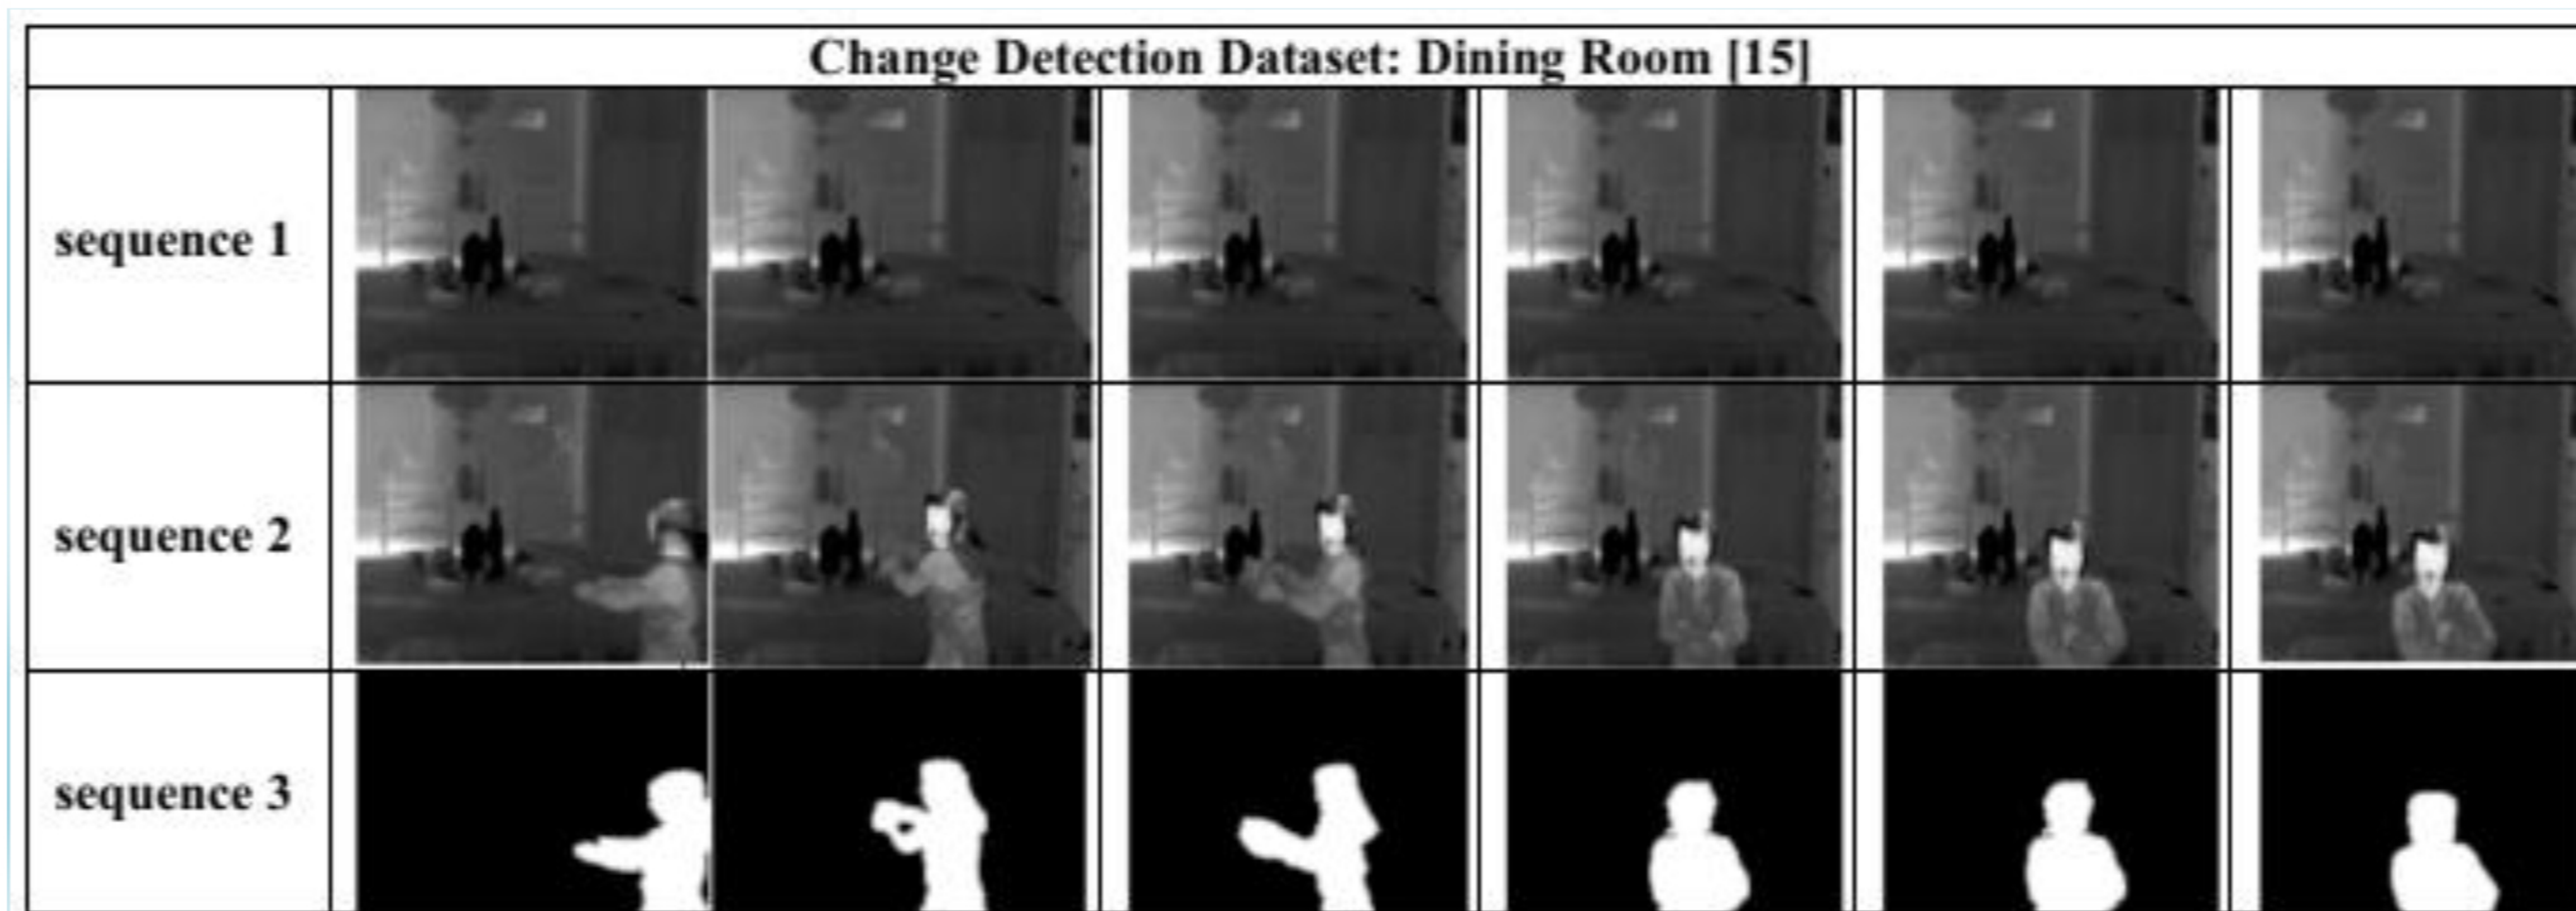 Change Detection Dataset: Dining Room [15]
sequence 1
sequence 2
sequence 3